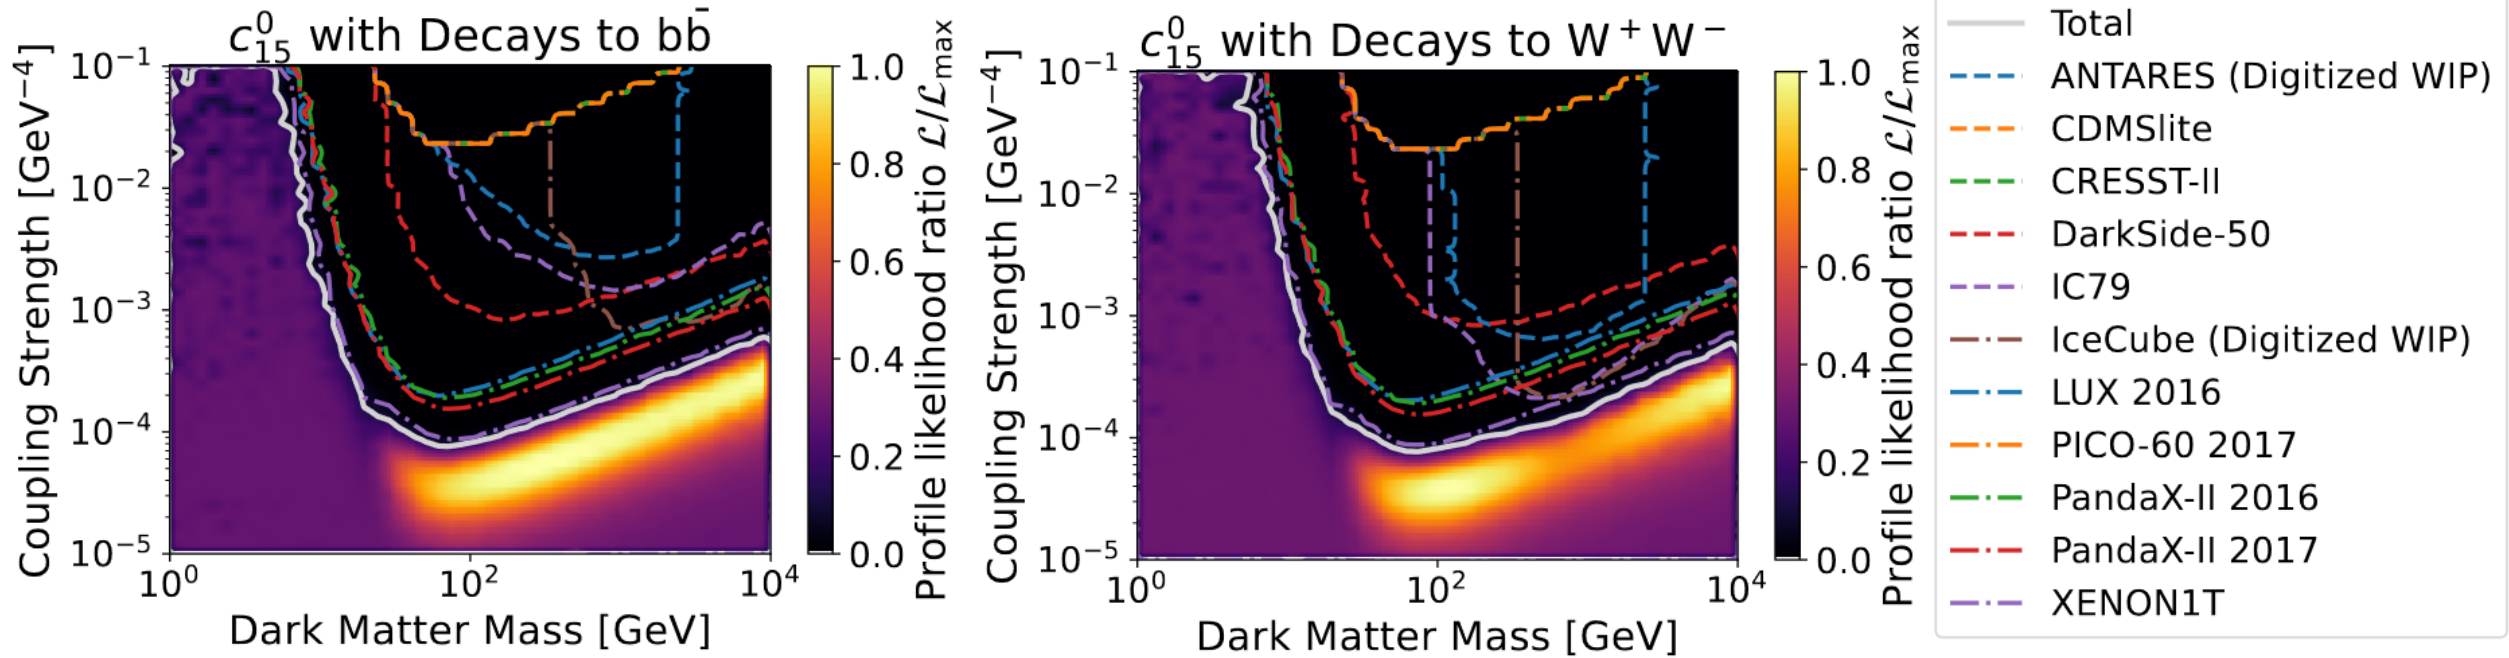 c⁰₁₅ with Decays to bb̄
Coupling Strength [GeV⁻⁴]
10⁻¹
10⁻²
10⁻³
10⁻⁴
10⁻⁵
10⁰
10²
10⁴
Dark Matter Mass [GeV]
1.0
0.8
0.6
0.4
0.2
0.0
Profile likelihood ratio ℒ/ℒmax
c⁰₁₅ with Decays to W⁺W⁻
Coupling Strength [GeV⁻⁴]
10⁻¹
10⁻²
10⁻³
10⁻⁴
10⁻⁵
10⁰
10²
10⁴
Dark Matter Mass [GeV]
1.0
0.8
0.6
0.4
0.2
0.0
Profile likelihood ratio ℒ/ℒmax
Total
ANTARES (Digitized WIP)
CDMSlite
CRESST-II
DarkSide-50
IC79
IceCube (Digitized WIP)
LUX 2016
PICO-60 2017
PandaX-II 2016
PandaX-II 2017
XENON1T